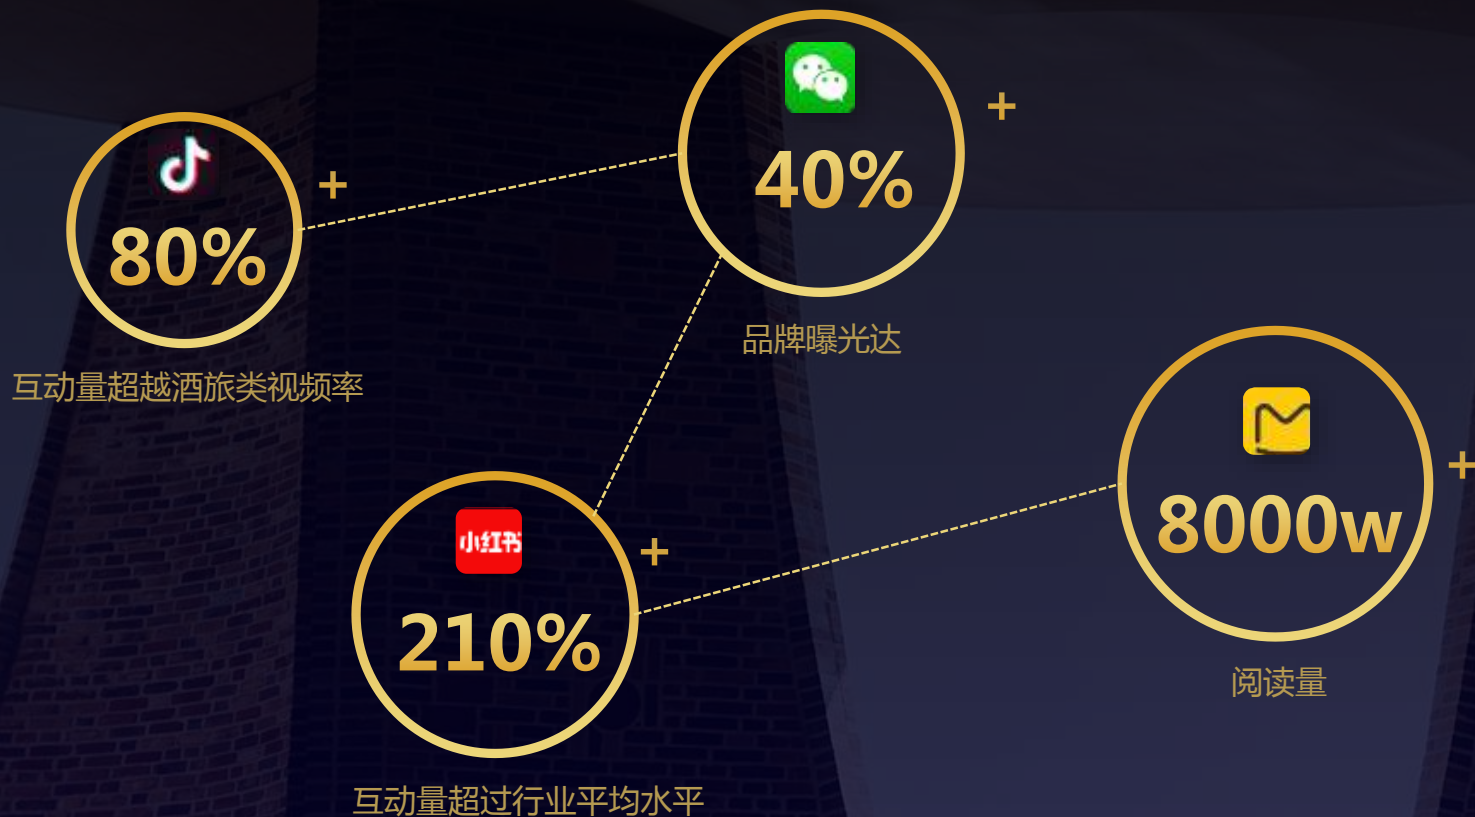 80%
+
互动量超越酒旅类视频率
40%
+
品牌曝光达
小红书
210%
+
互动量超过行业平均水平
8000w
+
阅读量